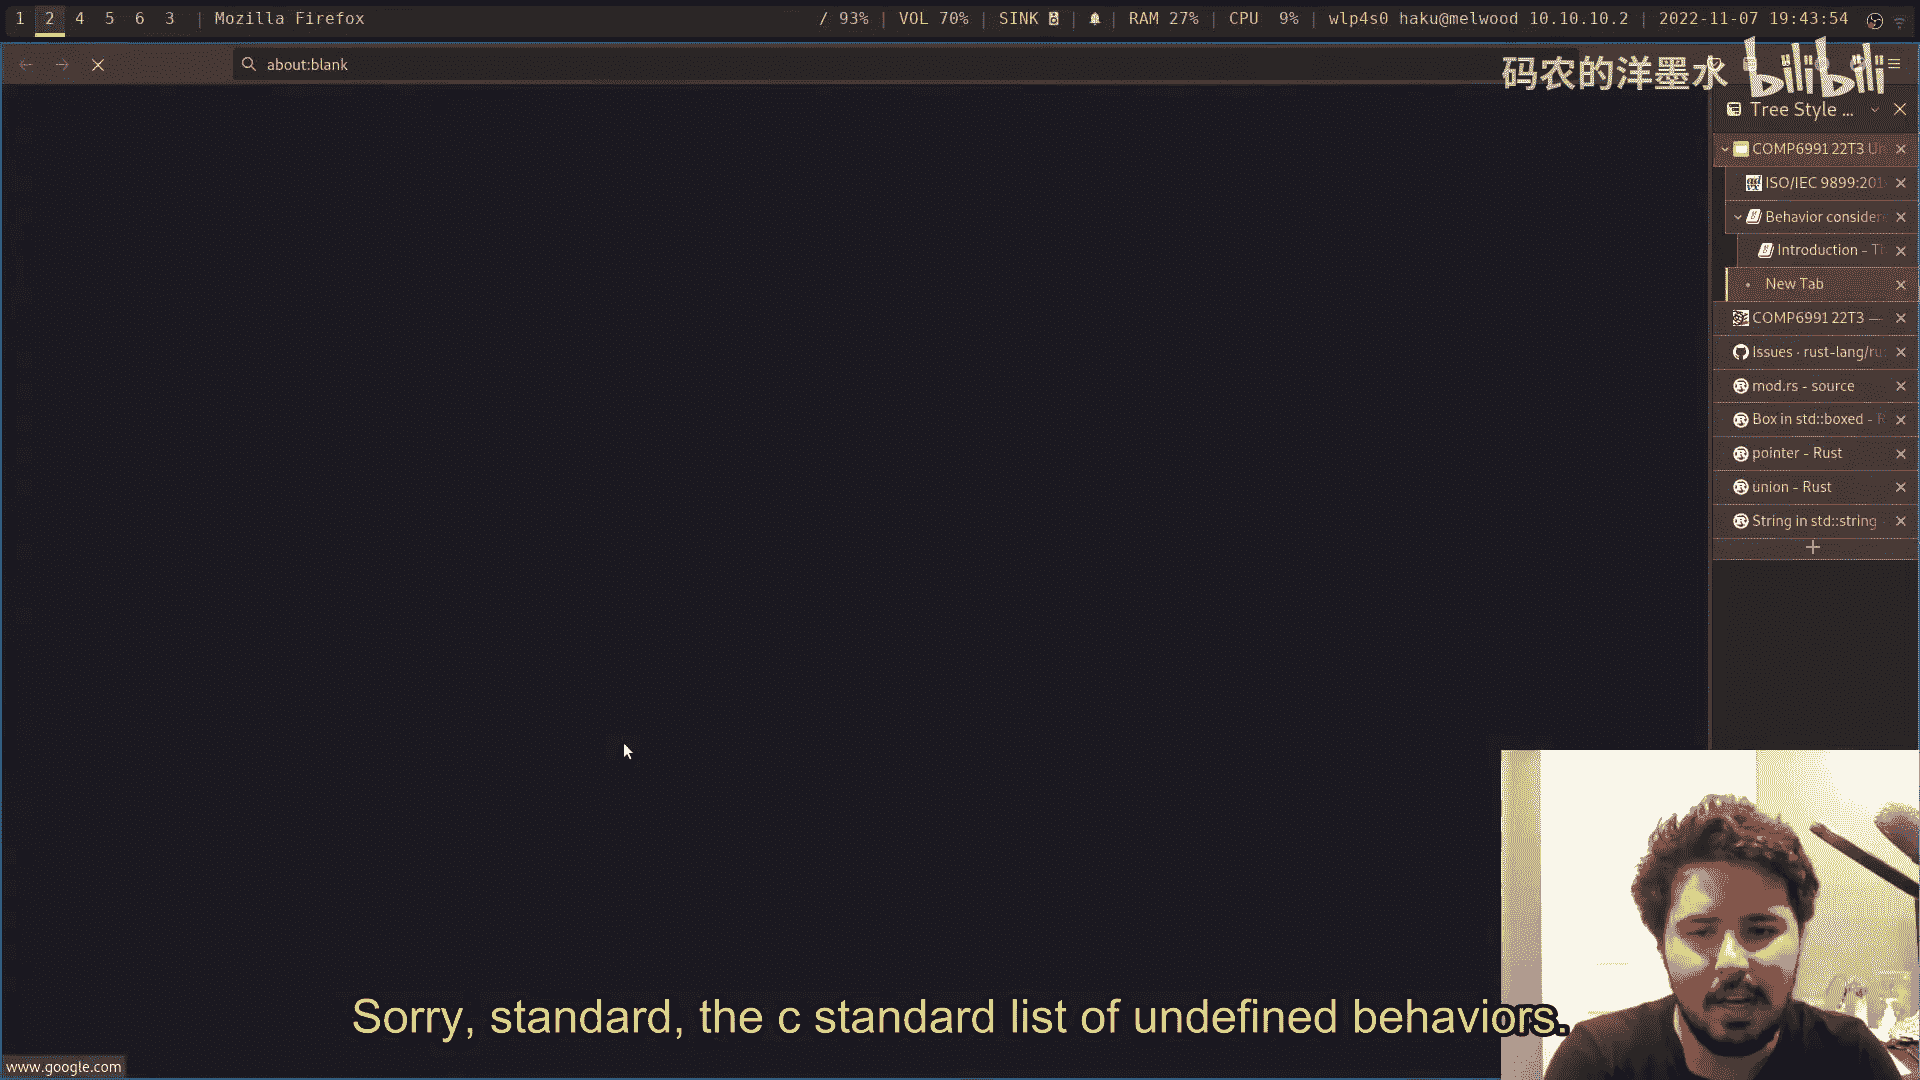 1 2 4 5 6 3 | Mozilla Firefox
/ 93% | VOL 70% | SINK | | RAM 27% | CPU 9% | wlp4s0 haku@melwood 10.10.10.2 | 2022-11-07 19:43:54
about:blank
码农的洋墨水 bilibili
Tree Style ...
COMP6991 22T3 U
ISO/IEC 9899:201
Behavior consider
Introduction - Th
New Tab
COMP6991 22T3 —
Issues · rust-lang/ru
mod.rs - source
Box in std::boxed - R
pointer - Rust
union - Rust
String in std::string
Sorry, standard, the c standard list of undefined behaviors.
www.google.com